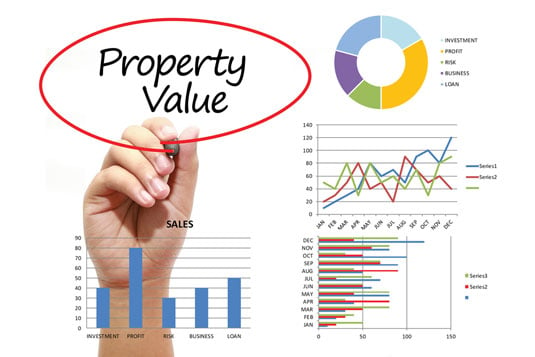 Property
Value
INVESTMENT
PROFIT
RISK
BUSINESS
LOAN
140
120
100
80
60
40
20
0
JAN
FEB
MAR
APR
MAY
JUN
JUL
AUG
SEP
OCT
NOV
DEC
Series1
Series2
SALES
90
80
70
60
50
40
30
20
10
0
INVESTMENT PROFIT RISK BUSINESS LOAN
DEC
NOV
OCT
SEP
AUG
JUL
JUN
MAY
APR
MAR
FEB
JAN
0 50 100 150
Series3
Series2